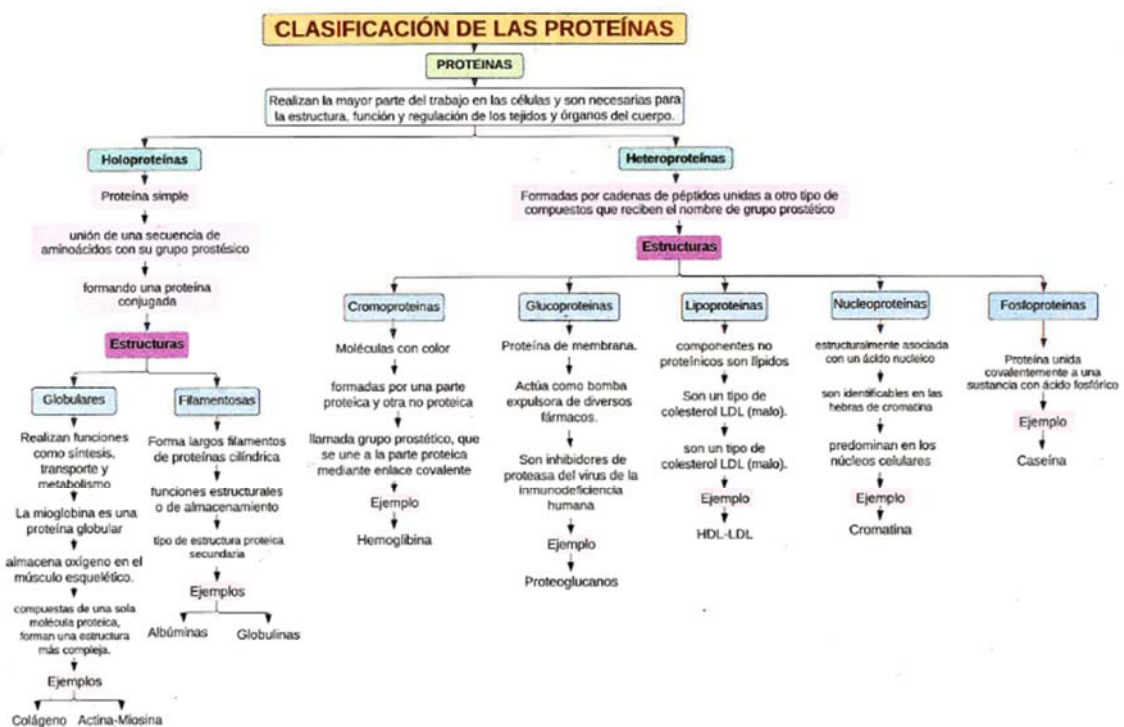 CLASIFICACIÓN DE LAS PROTEÍNAS
PROTEINAS
Realizan la mayor parte del trabajo en las células y son necesarias para
la estructura, función y regulación de los tejidos y órganos del cuerpo.
Holoproteínas
Proteína simple
unión de una secuencia de
aminoácidos con su grupo prostésico
formando una proteína
conjugada
Estructuras
Globulares
Realizan funciones
como síntesis,
transporte y
metabolismo
La mioglobina es una
proteína globular
almacena oxígeno en el
músculo esquelético.
compuestas de una sola
molécula proteica,
forman una estructura
más compleja.
Ejemplos
Colágeno
Actina-Miosina
Filamentosas
Forma largos filamentos
de proteínas cilíndrica
funciones estructurales
o de almacenamiento
tipo de estructura proteica
secundaria
Ejemplos
Albúminas
Globulinas
Heteroproteínas
Formadas por cadenas de péptidos unidas a otro tipo de
compuestos que reciben el nombre de grupo prostético
Estructuras
Cromoproteinas
Moléculas con color
formadas por una parte
proteica y otra no proteica
llamada grupo prostético, que
se une a la parte proteica
mediante enlace covalente
Ejemplo
Hemoglibina
Glucoproteínas
Proteína de membrana.
Actúa como bomba
expulsora de diversos
fármacos.
Son inhibidores de
proteasa del virus de la
inmunodeficiencia
humana
Ejemplo
Proteoglucanos
Lipoproteínas
componentes no
proteínicos son lípidos
Son un tipo de
colesterol LDL (malo).
son un tipo de
colesterol LDL (malo).
Ejemplo
HDL-LDL
Nucleoproteínas
estructuralmente asociada
con un ácido nucleico
son identificables en las
hebras de cromatina
predominan en los
núcleos celulares
Ejemplo
Cromatina
Fosfoproteínas
Proteína unida
covalentemente a una
sustancia con ácido fosfórico
Ejemplo
Caseína